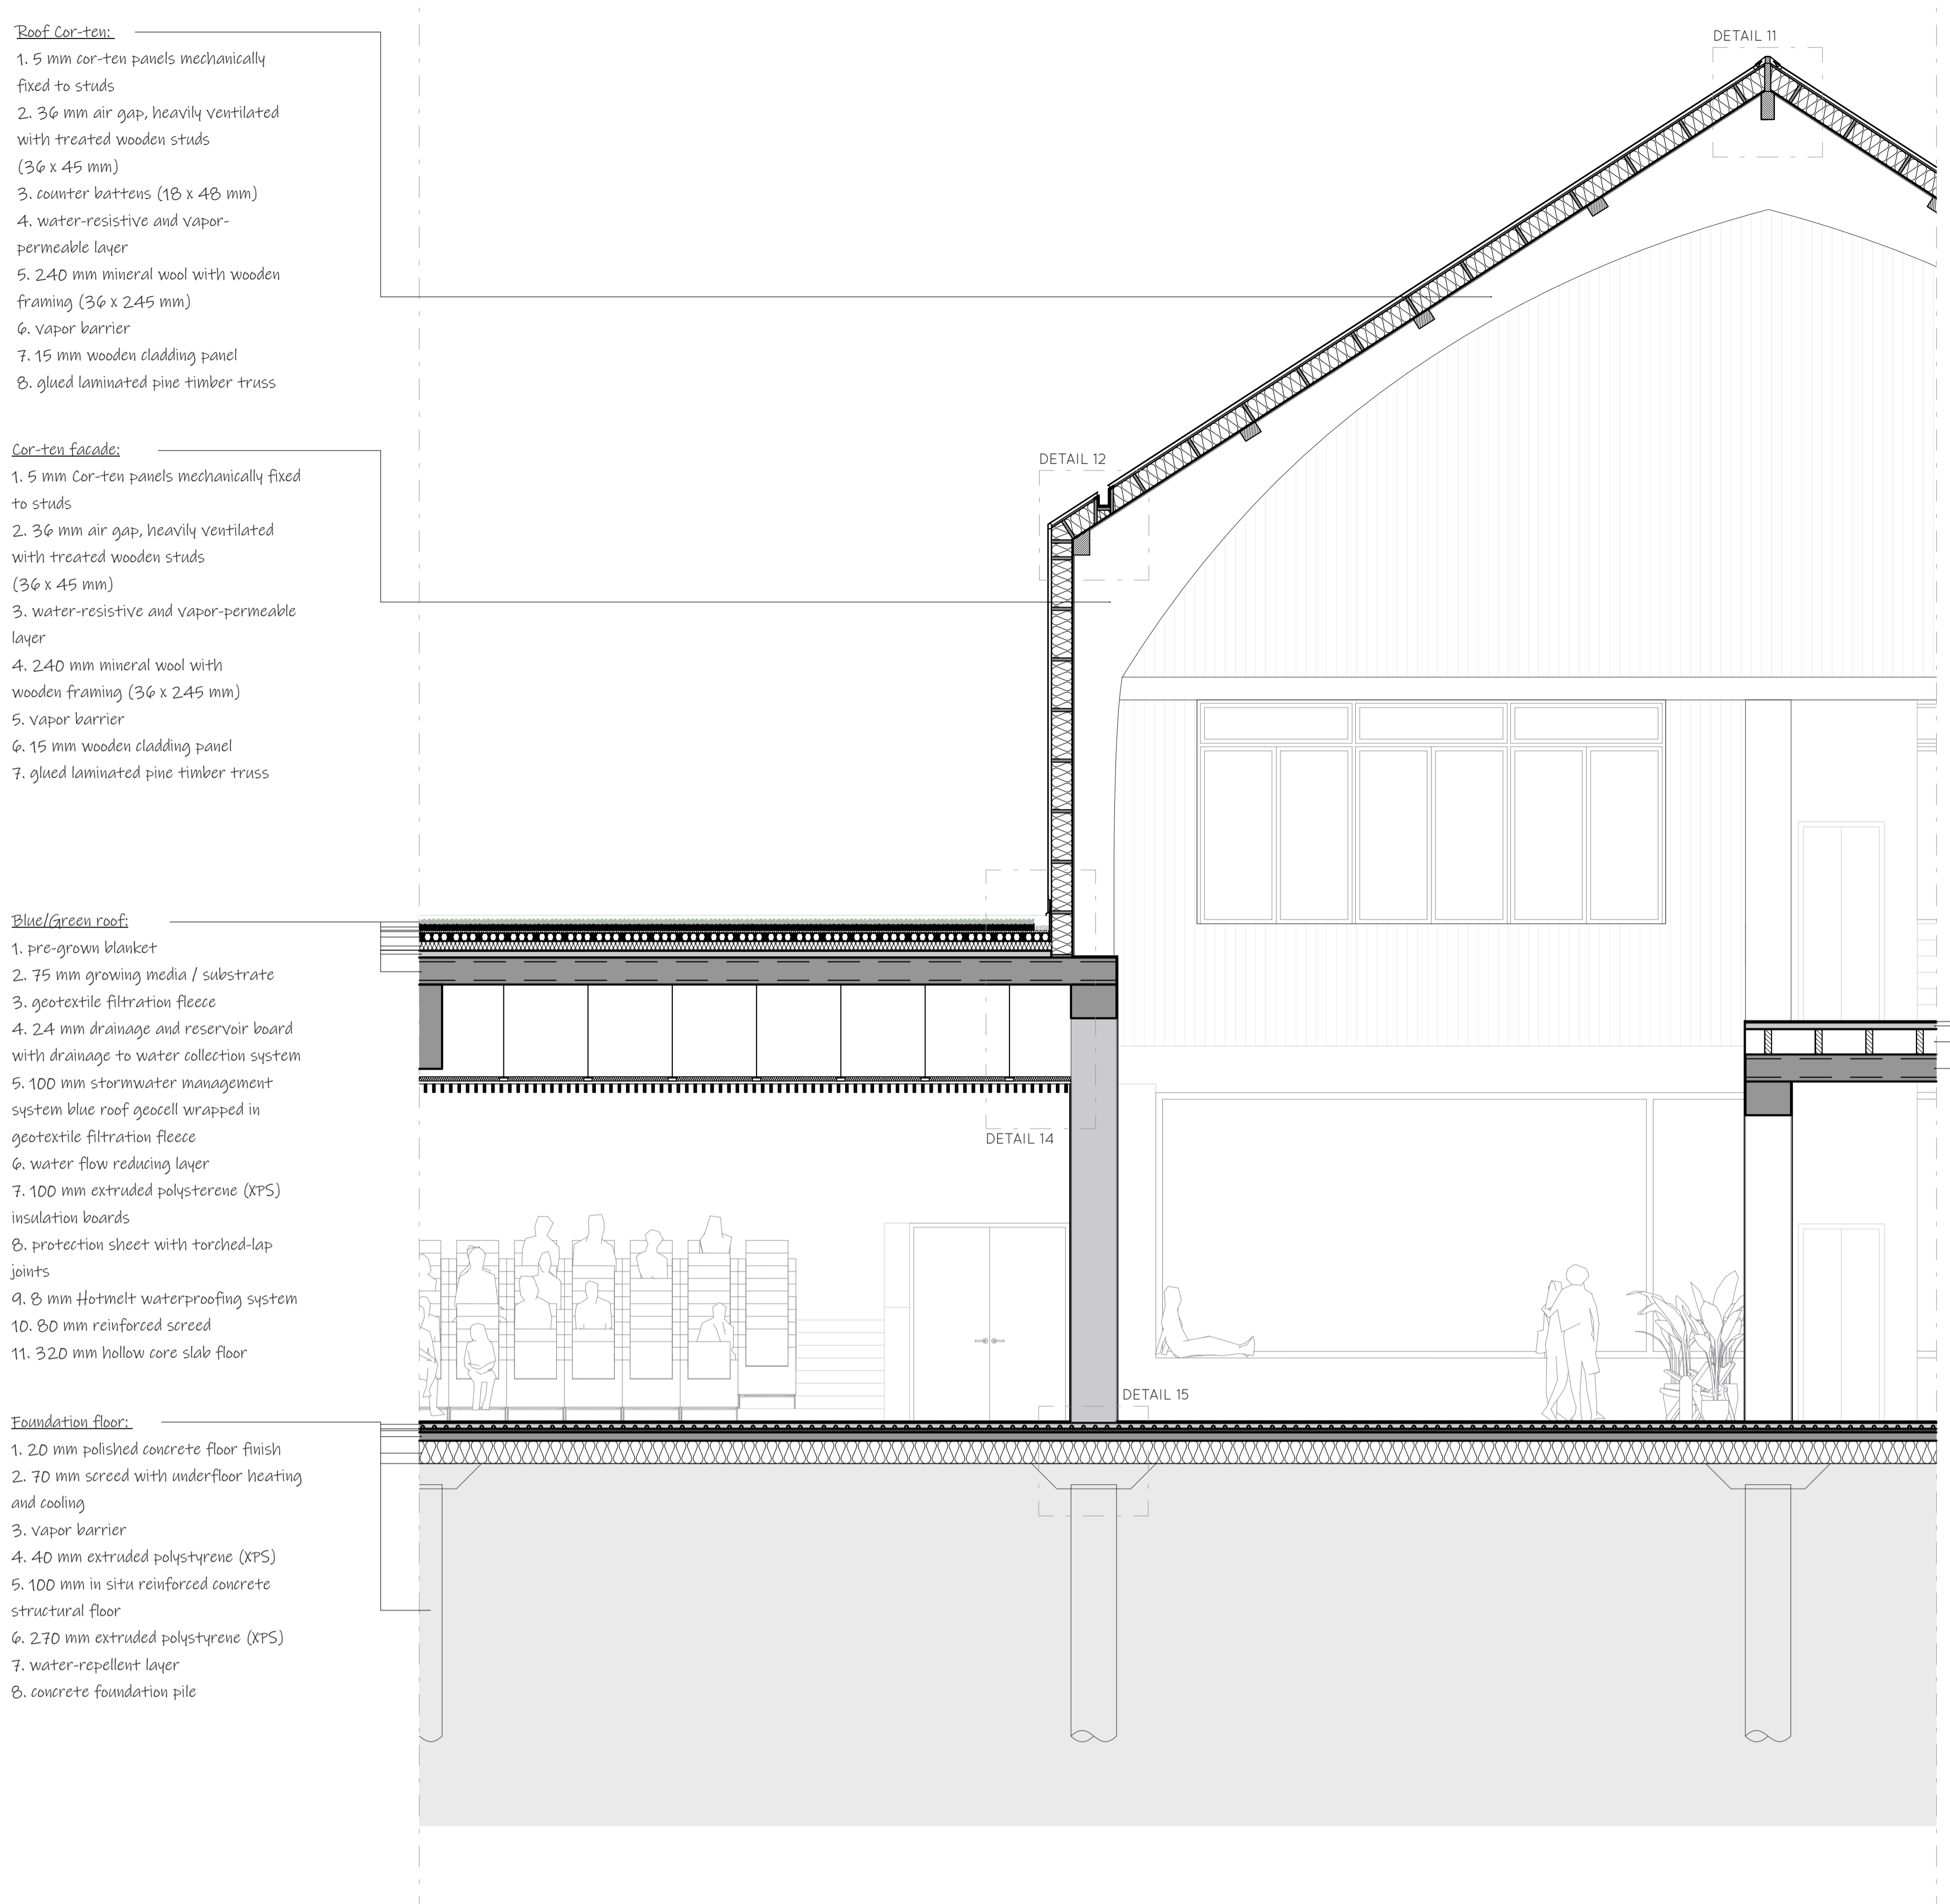 Roof Cor-ten:
1. 5 mm cor-ten panels mechanically
fixed to studs
2. 36 mm air gap, heavily ventilated
with treated wooden studs
(36 x 45 mm)
3. counter battens (18 x 48 mm)
4. water-resistive and vapor-
permeable layer
5. 240 mm mineral wool with wooden
framing (36 x 245 mm)
6. vapor barrier
7. 15 mm wooden cladding panel
8. glued laminated pine timber truss
Cor-ten facade:
1. 5 mm Cor-ten panels mechanically fixed
to studs
2. 36 mm air gap, heavily ventilated
with treated wooden studs
(36 x 45 mm)
3. water-resistive and vapor-permeable
layer
4. 240 mm mineral wool with
wooden framing (36 x 245 mm)
5. vapor barrier
6. 15 mm wooden cladding panel
7. glued laminated pine timber truss
Blue/Green roof:
1. pre-grown blanket
2. 75 mm growing media / substrate
3. geotextile filtration fleece
4. 24 mm drainage and reservoir board
with drainage to water collection system
5. 100 mm stormwater management
system blue roof geocell wrapped in
geotextile filtration fleece
6. water flow reducing layer
7. 100 mm extruded polysterene (XPS)
insulation boards
8. protection sheet with torched-lap
joints
9. 8 mm Hotmelt waterproofing system
10. 80 mm reinforced screed
11. 320 mm hollow core slab floor
Foundation floor:
1. 20 mm polished concrete floor finish
2. 70 mm screed with underfloor heating
and cooling
3. vapor barrier
4. 40 mm extruded polystyrene (XPS)
5. 100 mm in situ reinforced concrete
structural floor
6. 270 mm extruded polystyrene (XPS)
7. water-repellent layer
8. concrete foundation pile
DETAIL 11
DETAIL 12
DETAIL 14
DETAIL 15